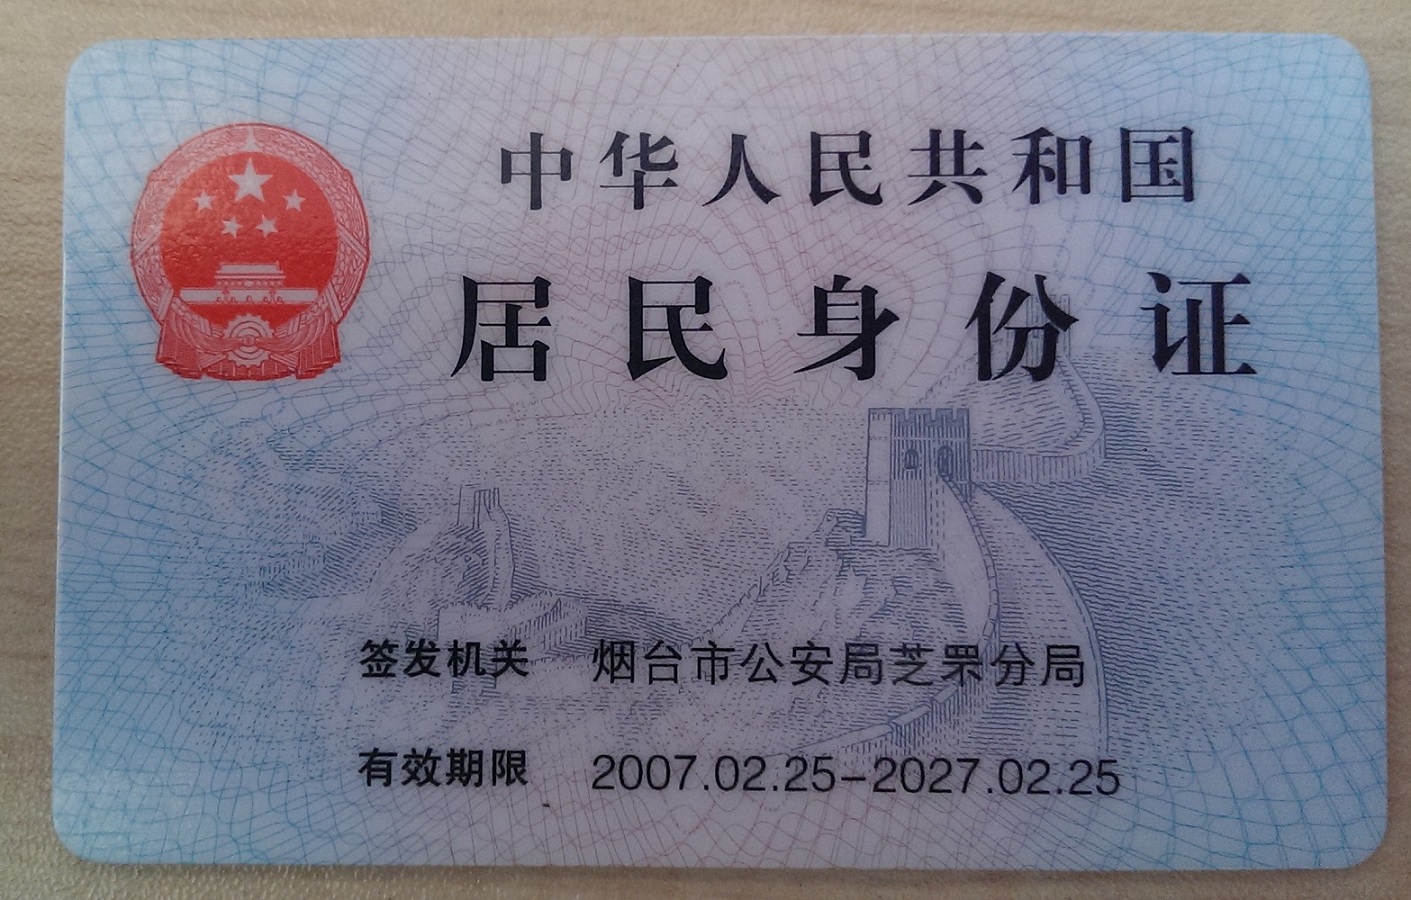 中华人民共和国
居民身份证
签发机关 烟台市公安局芝罘分局
有效期限 2007.02.25-2027.02.25